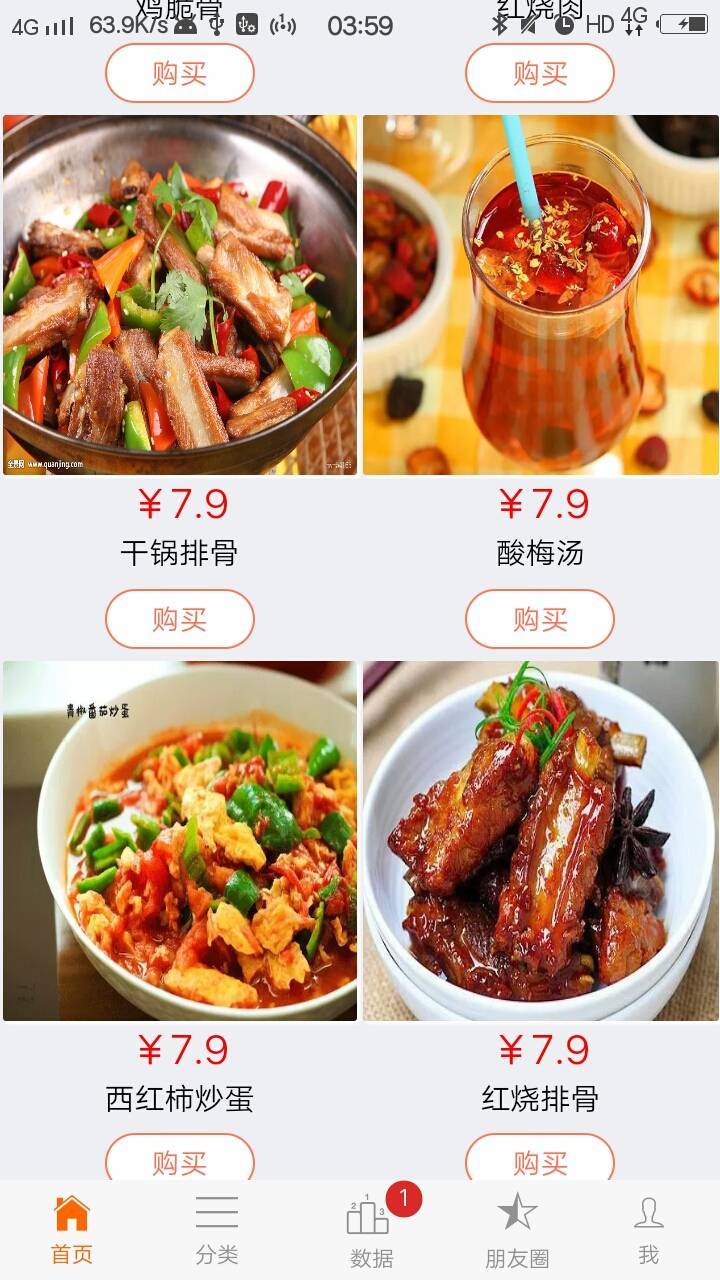 鸡脆骨
红烧肉
4G 63.9K/s 03:59 HD 4G
购买
购买
全景网 www.quanjing.com
￥7.9
￥7.9
干锅排骨
酸梅汤
购买
购买
青椒番茄炒蛋
￥7.9
￥7.9
西红柿炒蛋
红烧排骨
购买
购买
2 1 3
1
首页
分类
数据
朋友圈
我